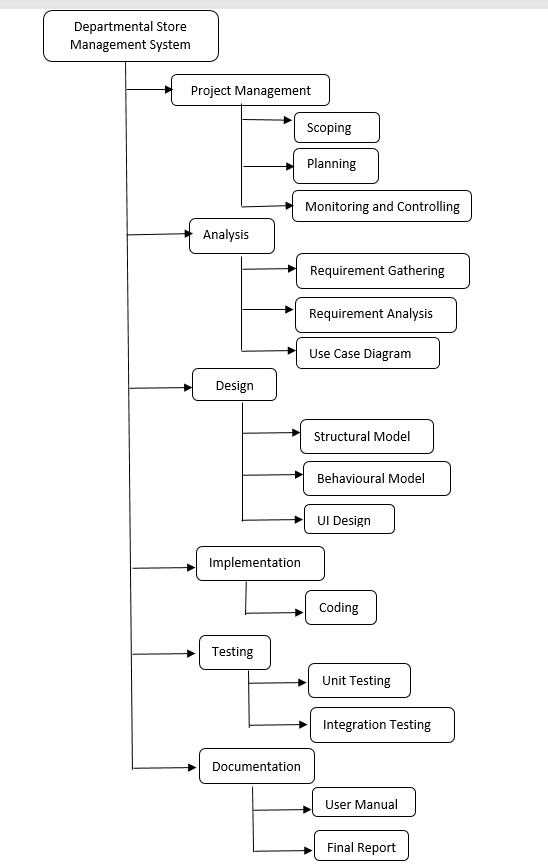 Departmental Store
Management System
Project Management
Scoping
Planning
Monitoring and Controlling
Analysis
Requirement Gathering
Requirement Analysis
Use Case Diagram
Design
Structural Model
Behavioural Model
UI Design
Implementation
Coding
Testing
Unit Testing
Integration Testing
Documentation
User Manual
Final Report